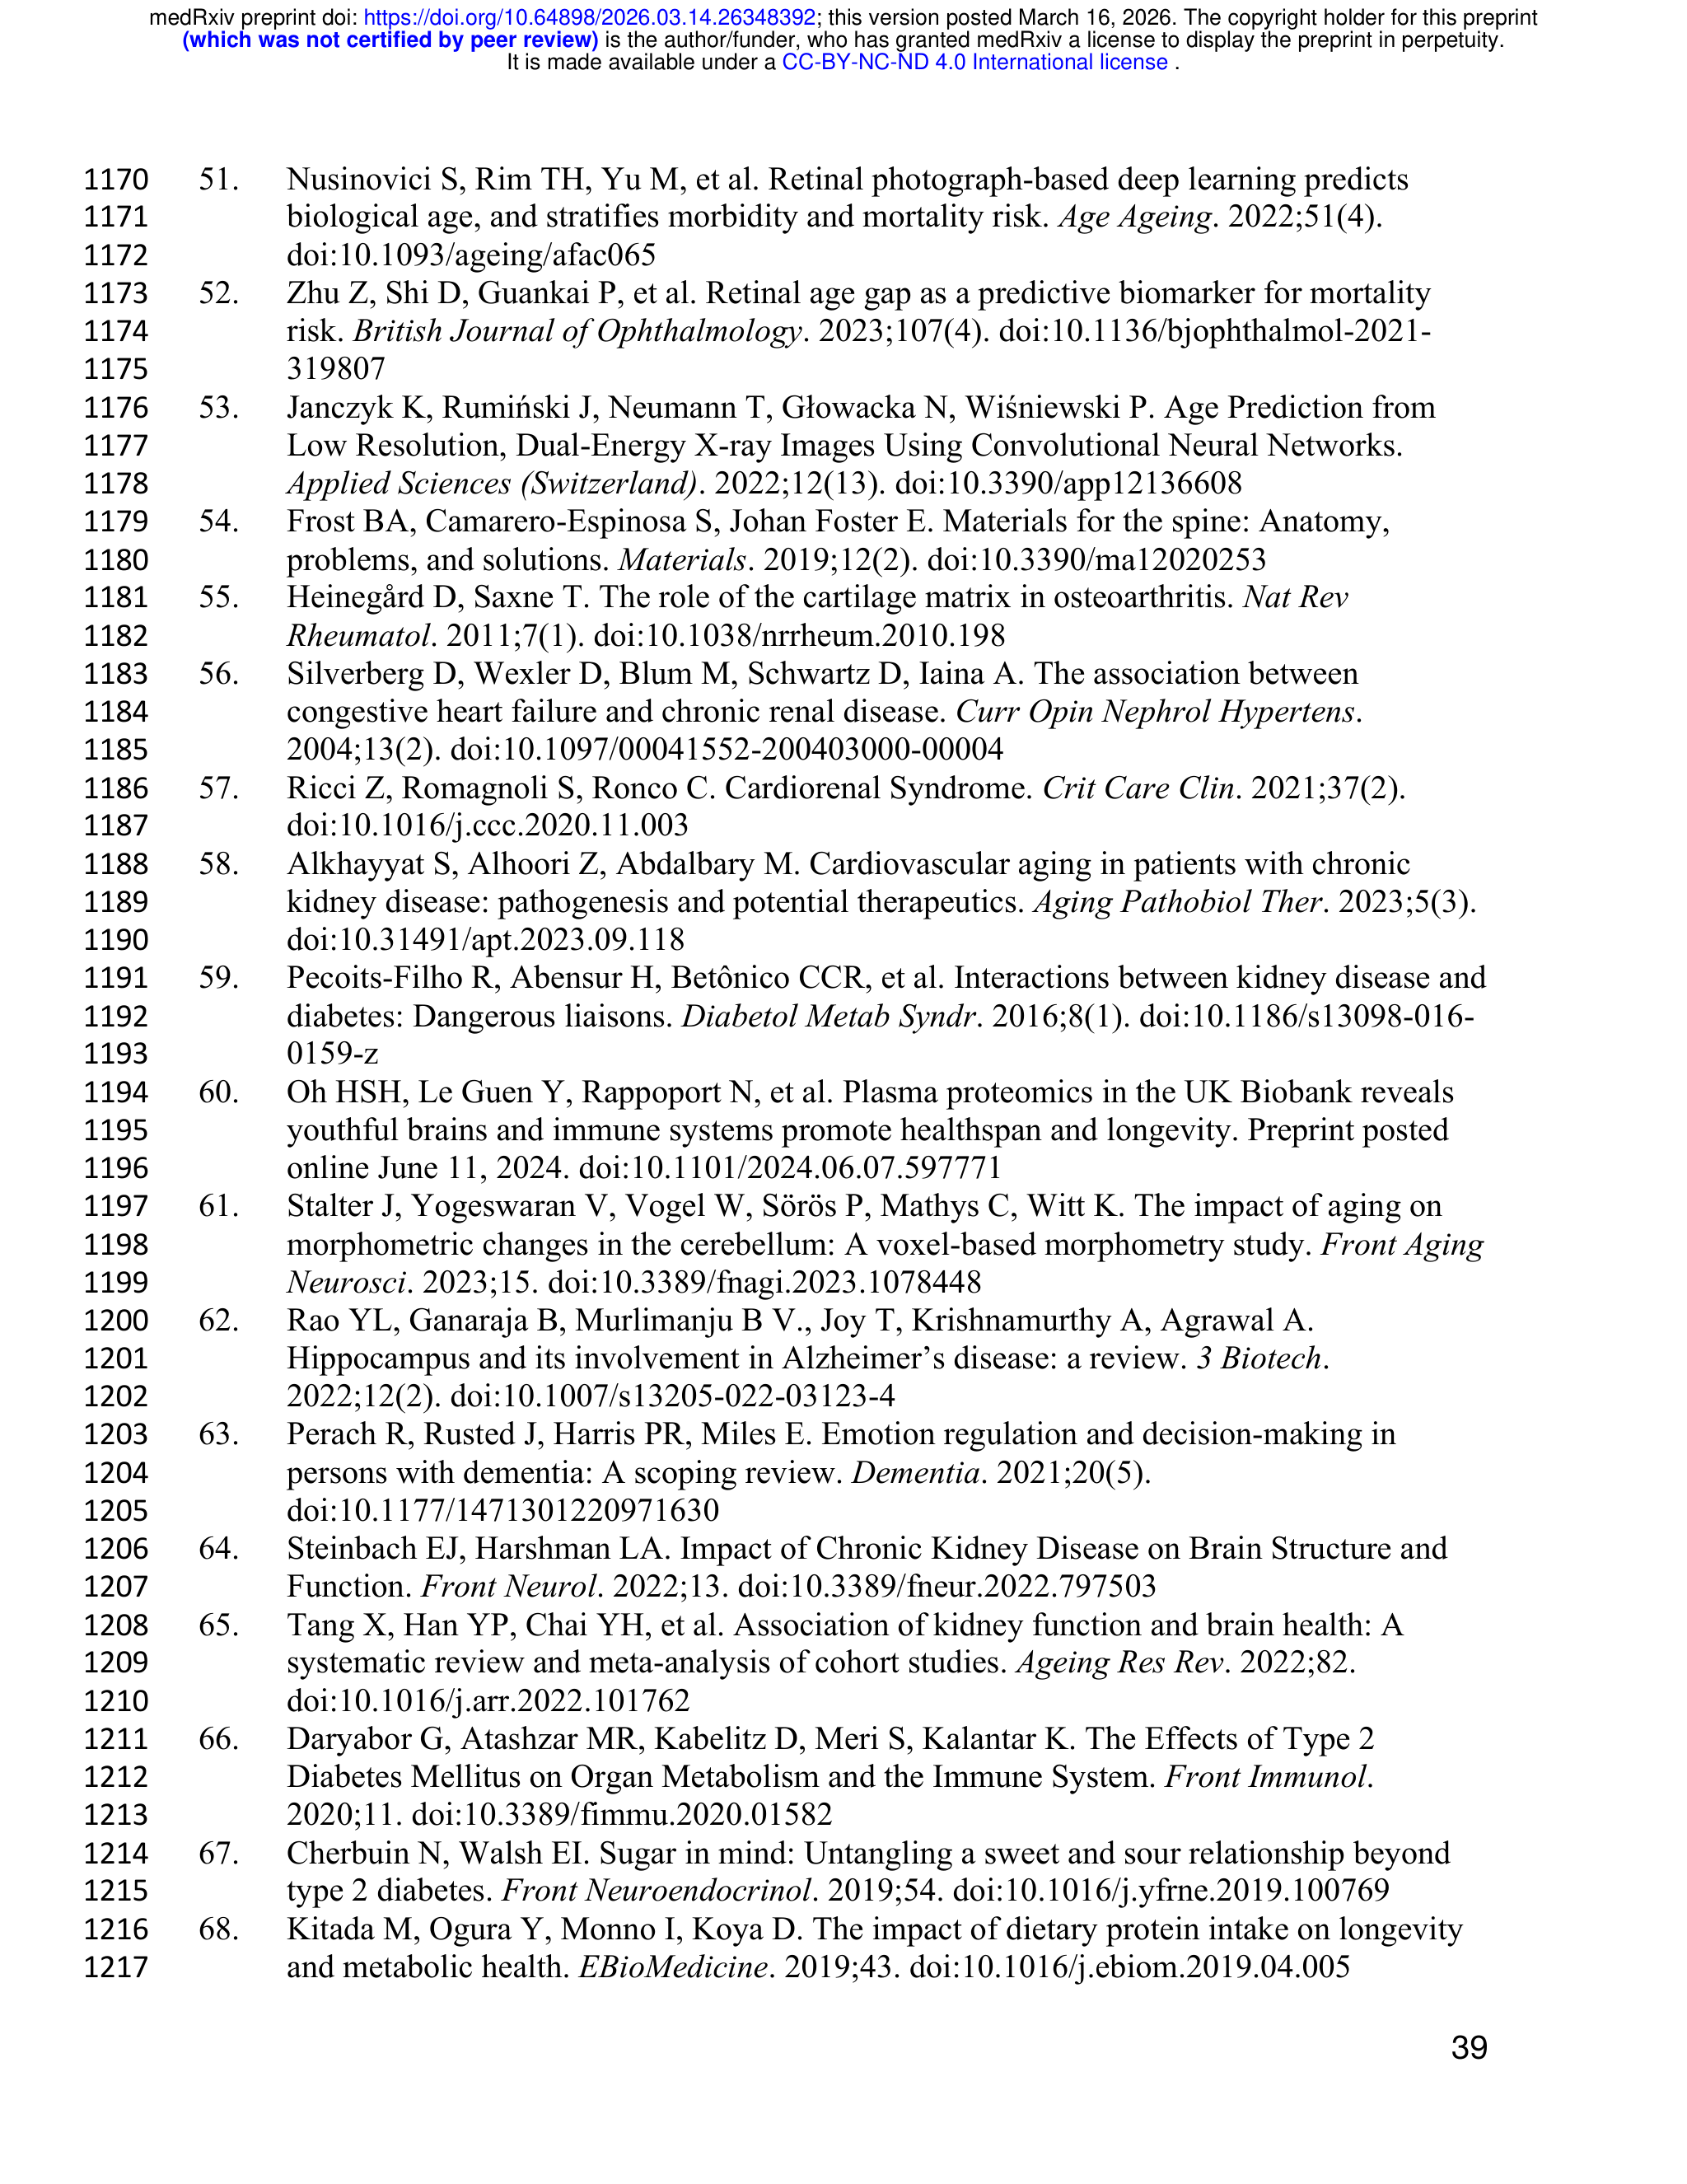 medRxiv preprint doi: https://doi.org/10.64898/2026.03.14.26348392; this version posted March 16, 2026. The copyright holder for this preprint
(which was not certified by peer review) is the author/funder, who has granted medRxiv a license to display the preprint in perpetuity.
It is made available under a CC-BY-NC-ND 4.0 International license .
1170 51. Nusinovici S, Rim TH, Yu M, et al. Retinal photograph-based deep learning predicts
1171 biological age, and stratifies morbidity and mortality risk. Age Ageing. 2022;51(4).
1172 doi:10.1093/ageing/afac065
1173 52. Zhu Z, Shi D, Guankai P, et al. Retinal age gap as a predictive biomarker for mortality
1174 risk. British Journal of Ophthalmology. 2023;107(4). doi:10.1136/bjophthalmol-2021-
1175 319807
1176 53. Janczyk K, Rumiński J, Neumann T, Głowacka N, Wiśniewski P. Age Prediction from
1177 Low Resolution, Dual-Energy X-ray Images Using Convolutional Neural Networks.
1178 Applied Sciences (Switzerland). 2022;12(13). doi:10.3390/app12136608
1179 54. Frost BA, Camarero-Espinosa S, Johan Foster E. Materials for the spine: Anatomy,
1180 problems, and solutions. Materials. 2019;12(2). doi:10.3390/ma12020253
1181 55. Heinegård D, Saxne T. The role of the cartilage matrix in osteoarthritis. Nat Rev
1182 Rheumatol. 2011;7(1). doi:10.1038/nrrheum.2010.198
1183 56. Silverberg D, Wexler D, Blum M, Schwartz D, Iaina A. The association between
1184 congestive heart failure and chronic renal disease. Curr Opin Nephrol Hypertens.
1185 2004;13(2). doi:10.1097/00041552-200403000-00004
1186 57. Ricci Z, Romagnoli S, Ronco C. Cardiorenal Syndrome. Crit Care Clin. 2021;37(2).
1187 doi:10.1016/j.ccc.2020.11.003
1188 58. Alkhayyat S, Alhoori Z, Abdalbary M. Cardiovascular aging in patients with chronic
1189 kidney disease: pathogenesis and potential therapeutics. Aging Pathobiol Ther. 2023;5(3).
1190 doi:10.31491/apt.2023.09.118
1191 59. Pecoits-Filho R, Abensur H, Betônico CCR, et al. Interactions between kidney disease and
1192 diabetes: Dangerous liaisons. Diabetol Metab Syndr. 2016;8(1). doi:10.1186/s13098-016-
1193 0159-z
1194 60. Oh HSH, Le Guen Y, Rappoport N, et al. Plasma proteomics in the UK Biobank reveals
1195 youthful brains and immune systems promote healthspan and longevity. Preprint posted
1196 online June 11, 2024. doi:10.1101/2024.06.07.597771
1197 61. Stalter J, Yogeswaran V, Vogel W, Sörös P, Mathys C, Witt K. The impact of aging on
1198 morphometric changes in the cerebellum: A voxel-based morphometry study. Front Aging
1199 Neurosci. 2023;15. doi:10.3389/fnagi.2023.1078448
1200 62. Rao YL, Ganaraja B, Murlimanju B V., Joy T, Krishnamurthy A, Agrawal A.
1201 Hippocampus and its involvement in Alzheimer’s disease: a review. 3 Biotech.
1202 2022;12(2). doi:10.1007/s13205-022-03123-4
1203 63. Perach R, Rusted J, Harris PR, Miles E. Emotion regulation and decision-making in
1204 persons with dementia: A scoping review. Dementia. 2021;20(5).
1205 doi:10.1177/1471301220971630
1206 64. Steinbach EJ, Harshman LA. Impact of Chronic Kidney Disease on Brain Structure and
1207 Function. Front Neurol. 2022;13. doi:10.3389/fneur.2022.797503
1208 65. Tang X, Han YP, Chai YH, et al. Association of kidney function and brain health: A
1209 systematic review and meta-analysis of cohort studies. Ageing Res Rev. 2022;82.
1210 doi:10.1016/j.arr.2022.101762
1211 66. Daryabor G, Atashzar MR, Kabelitz D, Meri S, Kalantar K. The Effects of Type 2
1212 Diabetes Mellitus on Organ Metabolism and the Immune System. Front Immunol.
1213 2020;11. doi:10.3389/fimmu.2020.01582
1214 67. Cherbuin N, Walsh EI. Sugar in mind: Untangling a sweet and sour relationship beyond
1215 type 2 diabetes. Front Neuroendocrinol. 2019;54. doi:10.1016/j.yfrne.2019.100769
1216 68. Kitada M, Ogura Y, Monno I, Koya D. The impact of dietary protein intake on longevity
1217 and metabolic health. EBioMedicine. 2019;43. doi:10.1016/j.ebiom.2019.04.005
39